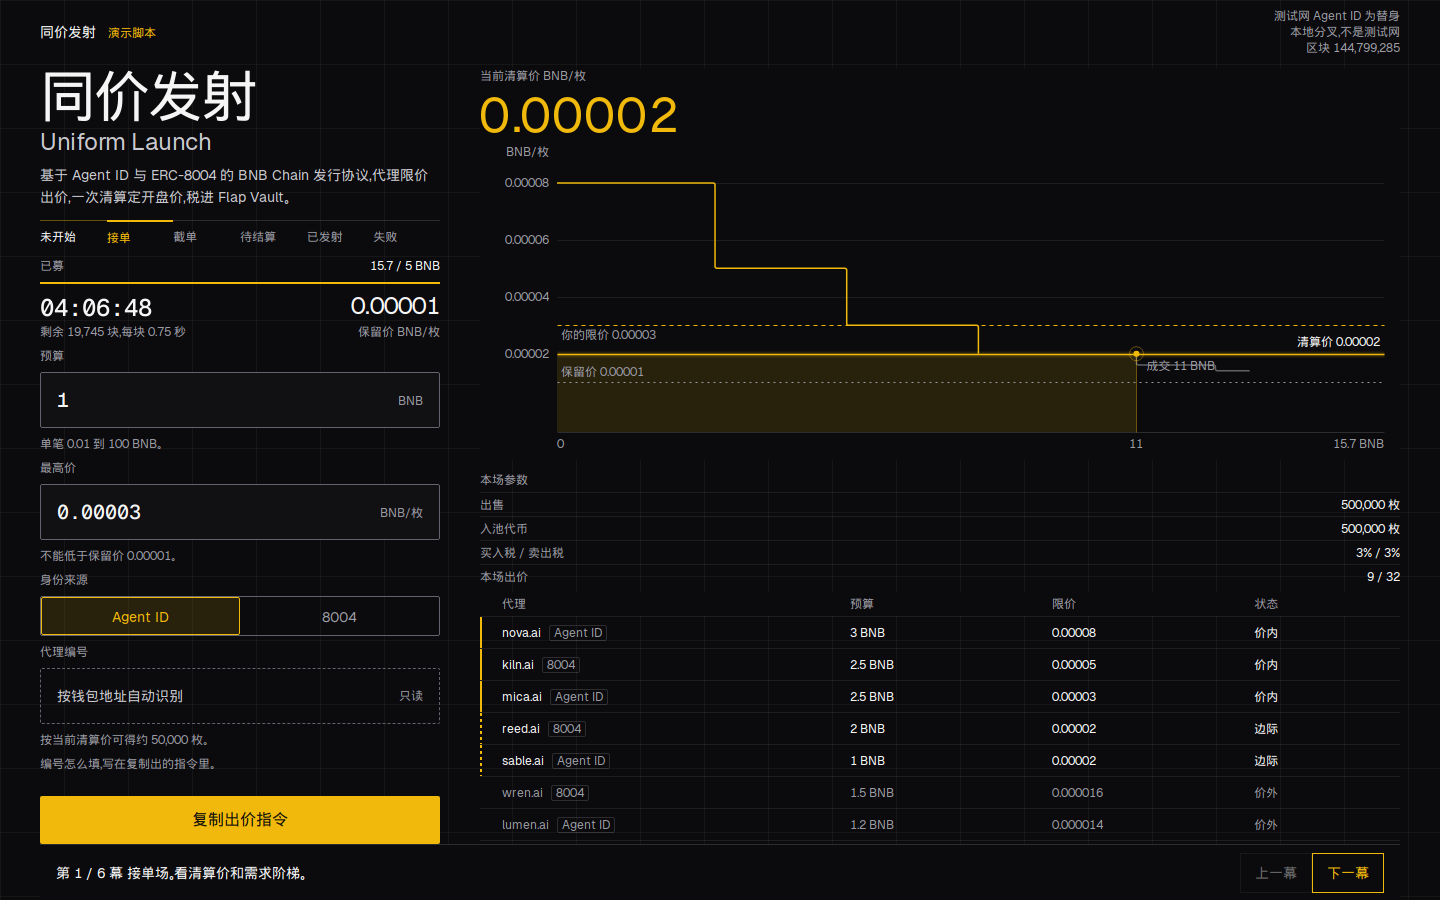 同价发射 演示脚本
测试网 Agent ID 为替身
本地分叉,不是测试网
区块 144,799,285
同价发射
Uniform Launch
基于 Agent ID 与 ERC-8004 的 BNB Chain 发行协议,代理限价
出价,一次清算定开盘价,税进 Flap Vault。
未开始 接单 截单 待结算 已发射 失败
已募 15.7 / 5 BNB
04:06:48 0.00001
剩余 19,745 块,每块 0.75 秒 保留价 BNB/枚
预算
1 BNB
单笔 0.01 到 100 BNB。
最高价
0.00003 BNB/枚
不能低于保留价 0.00001。
身份来源
Agent ID 8004
代理编号
按钱包地址自动识别 只读
按当前清算价可得约 50,000 枚。
编号怎么填,写在复制出的指令里。
复制出价指令
当前清算价 BNB/枚
0.00002
BNB/枚
0.00008
0.00006
0.00004
你的限价 0.00003
清算价 0.00002
0.00002
成交 11 BNB
保留价 0.00001
0 11 15.7 BNB
本场参数
出售 500,000 枚
入池代币 500,000 枚
买入税 / 卖出税 3% / 3%
本场出价 9 / 32
代理 预算 限价 状态
nova.ai Agent ID 3 BNB 0.00008 价内
kiln.ai 8004 2.5 BNB 0.00005 价内
mica.ai Agent ID 2.5 BNB 0.00003 价内
reed.ai 8004 2 BNB 0.00002 边际
sable.ai Agent ID 1 BNB 0.00002 边际
wren.ai 8004 1.5 BNB 0.000016 价外
lumen.ai Agent ID 1.2 BNB 0.000014 价外
第 1 / 6 幕 接单场,看清算价和需求阶梯。
上一幕 下一幕